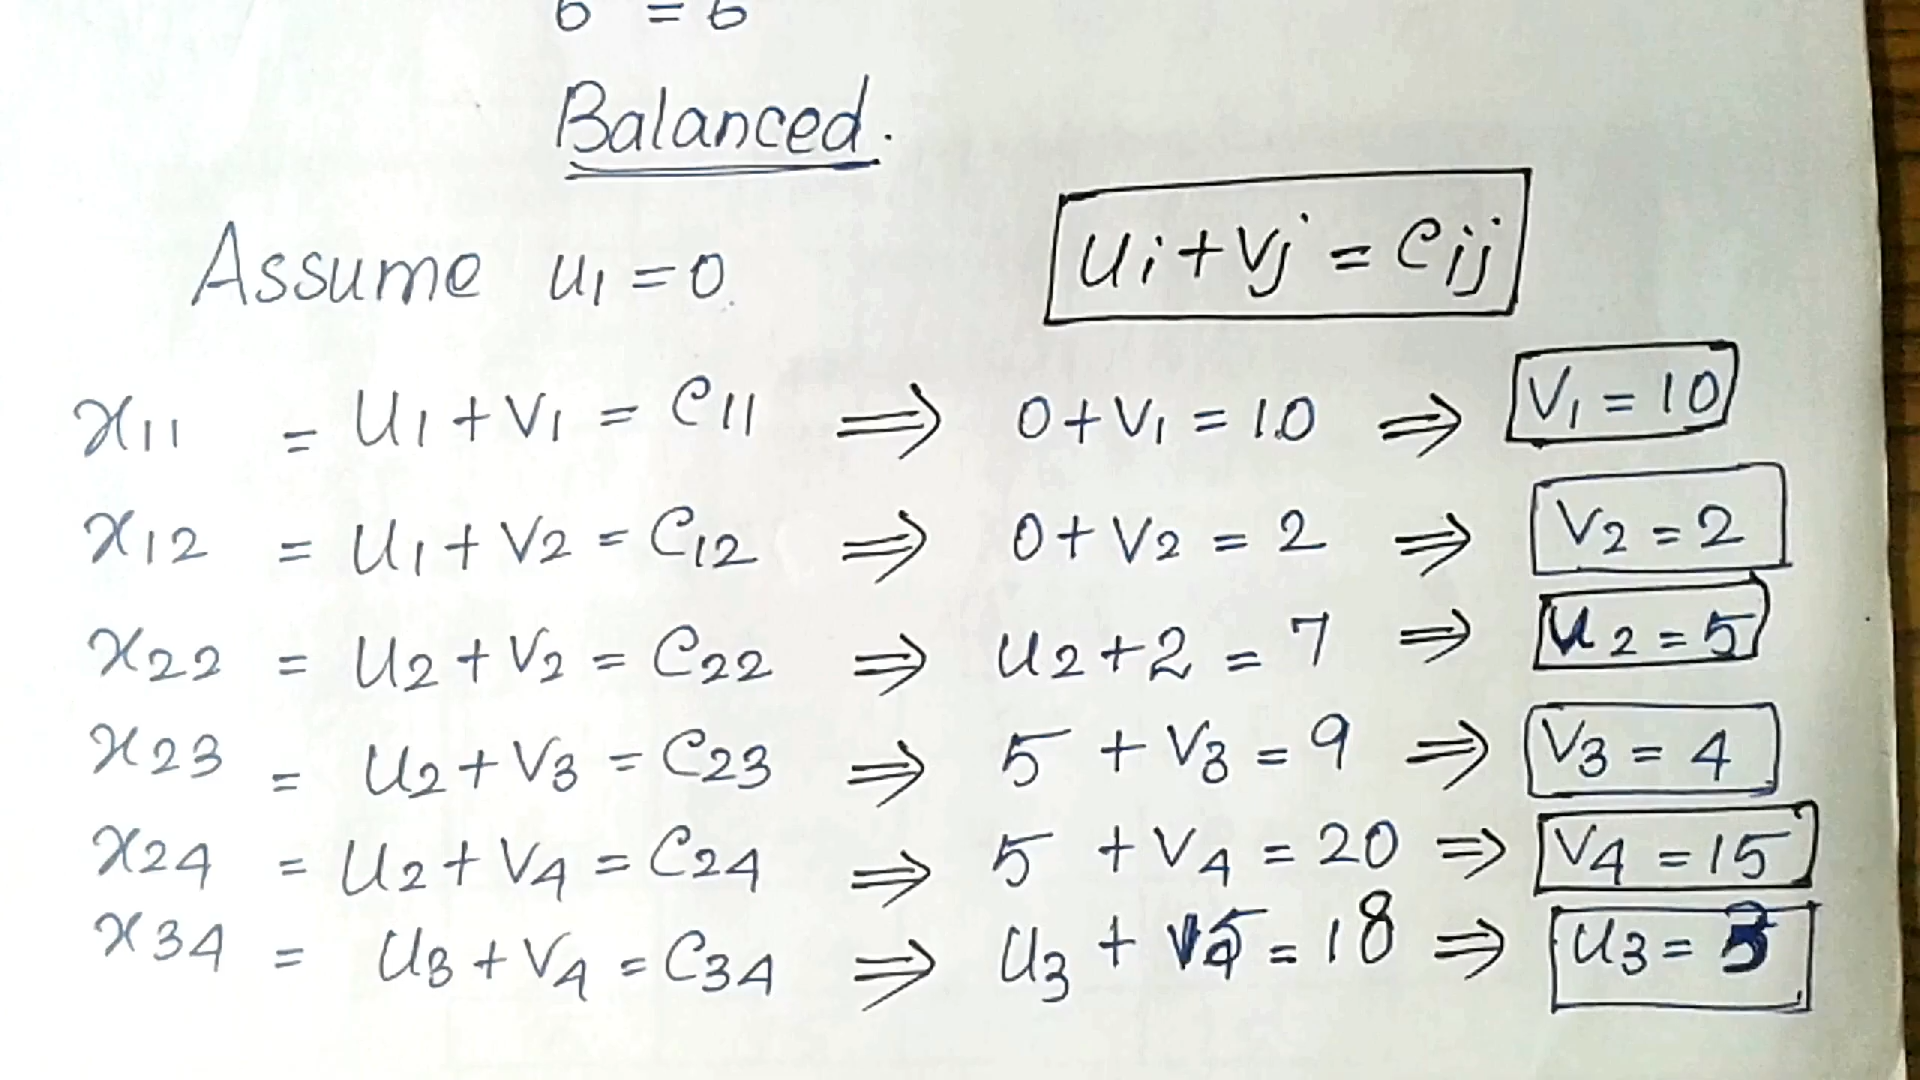 6 = 6
Balanced.
Assume u1 = 0 ui + vj = cij
x11 = u1 + v1 = c11 ⇒ 0 + v1 = 10 ⇒ v1 = 10
x12 = u1 + v2 = c12 ⇒ 0 + v2 = 2 ⇒ v2 = 2
x22 = u2 + v2 = c22 ⇒ u2 + 2 = 7 ⇒ u2 = 5
x23 = u2 + v3 = c23 ⇒ 5 + v3 = 9 ⇒ v3 = 4
x24 = u2 + v4 = c24 ⇒ 5 + v4 = 20 ⇒ v4 = 15
x34 = u3 + v4 = c34 ⇒ u3 + 15 = 18 ⇒ u3 = 3